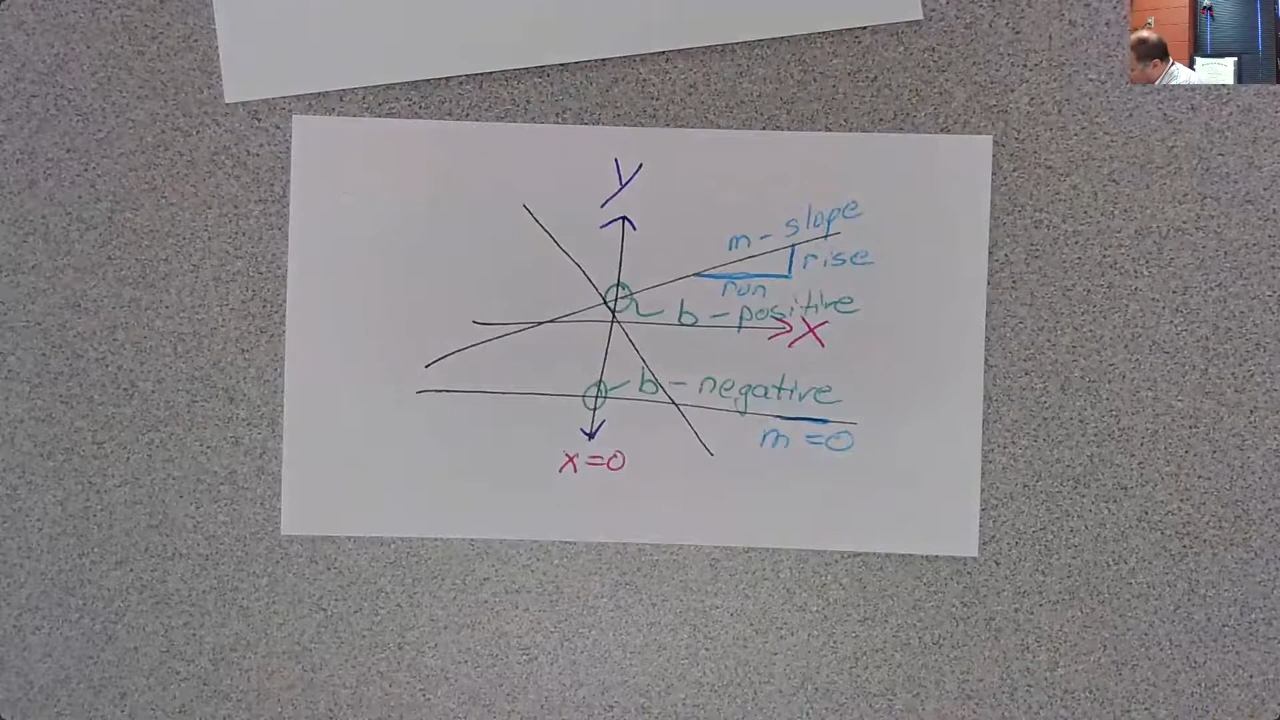 y
m - slope
rise
run
b - positive
X
b - negative
m = 0
x = 0